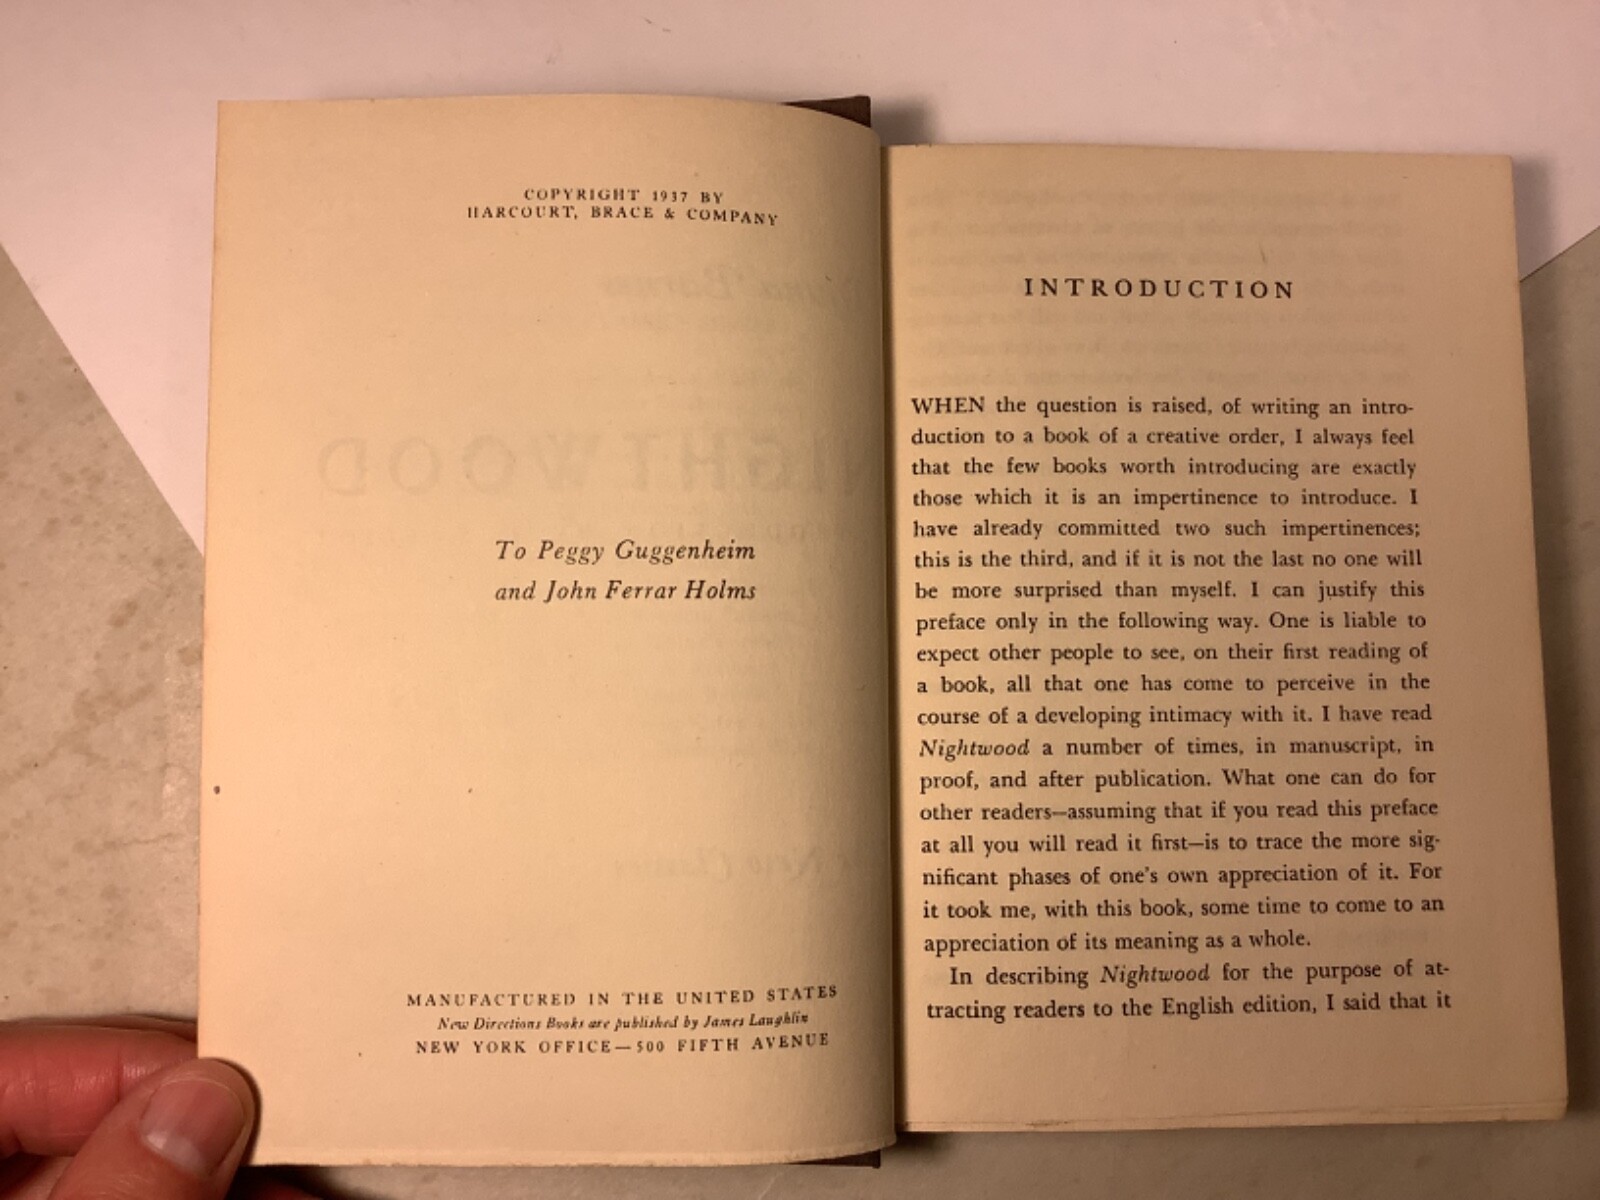 COPYRIGHT 1937 BY
HARCOURT, BRACE & COMPANY
To Peggy Guggenheim
and John Ferrar Holms
MANUFACTURED IN THE UNITED STATES
New Directions Books are published by James Laughlin
NEW YORK OFFICE—500 FIFTH AVENUE
INTRODUCTION
WHEN the question is raised, of writing an intro-
duction to a book of a creative order, I always feel
that the few books worth introducing are exactly
those which it is an impertinence to introduce. I
have already committed two such impertinences;
this is the third, and if it is not the last no one will
be more surprised than myself. I can justify this
preface only in the following way. One is liable to
expect other people to see, on their first reading of
a book, all that one has come to perceive in the
course of a developing intimacy with it. I have read
Nightwood a number of times, in manuscript, in
proof, and after publication. What one can do for
other readers—assuming that if you read this preface
at all you will read it first—is to trace the more sig-
nificant phases of one's own appreciation of it. For
it took me, with this book, some time to come to an
appreciation of its meaning as a whole.
In describing Nightwood for the purpose of at-
tracting readers to the English edition, I said that it